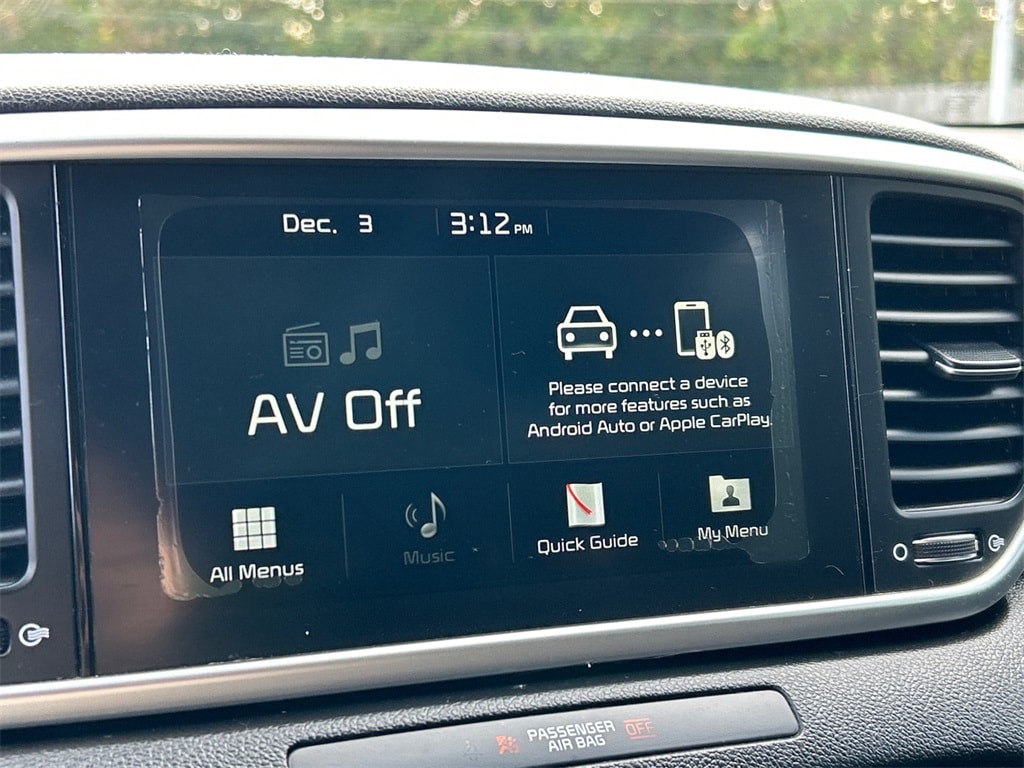 Dec. 3 3:12 PM
AV Off
Please connect a device
for more features such as
Android Auto or Apple CarPlay.
All Menus
Music
Quick Guide
My Menu
PASSENGER
AIR BAG
OFF